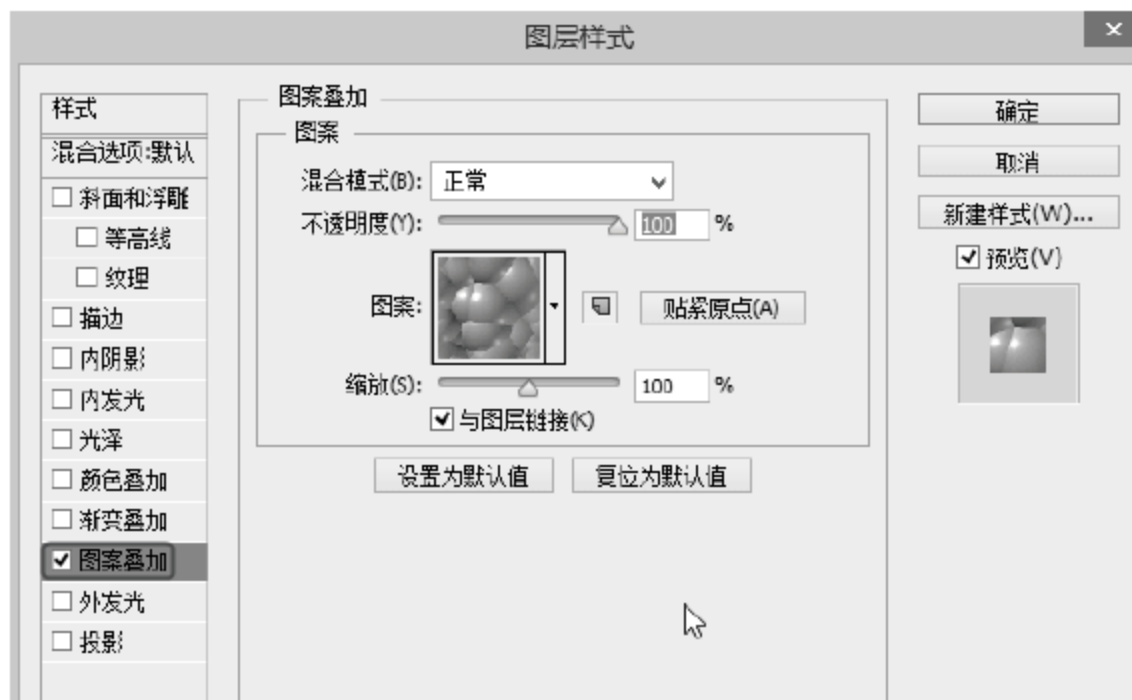 图层样式
样式
混合选项:默认
斜面和浮雕
等高线
纹理
描边
内阴影
内发光
光泽
颜色叠加
渐变叠加
图案叠加
外发光
投影
图案叠加
图案
混合模式(B): 正常
不透明度(Y): 100 %
图案:
贴紧原点(A)
缩放(S): 100 %
与图层链接(K)
设置为默认值
复位为默认值
确定
取消
新建样式(W)...
预览(V)